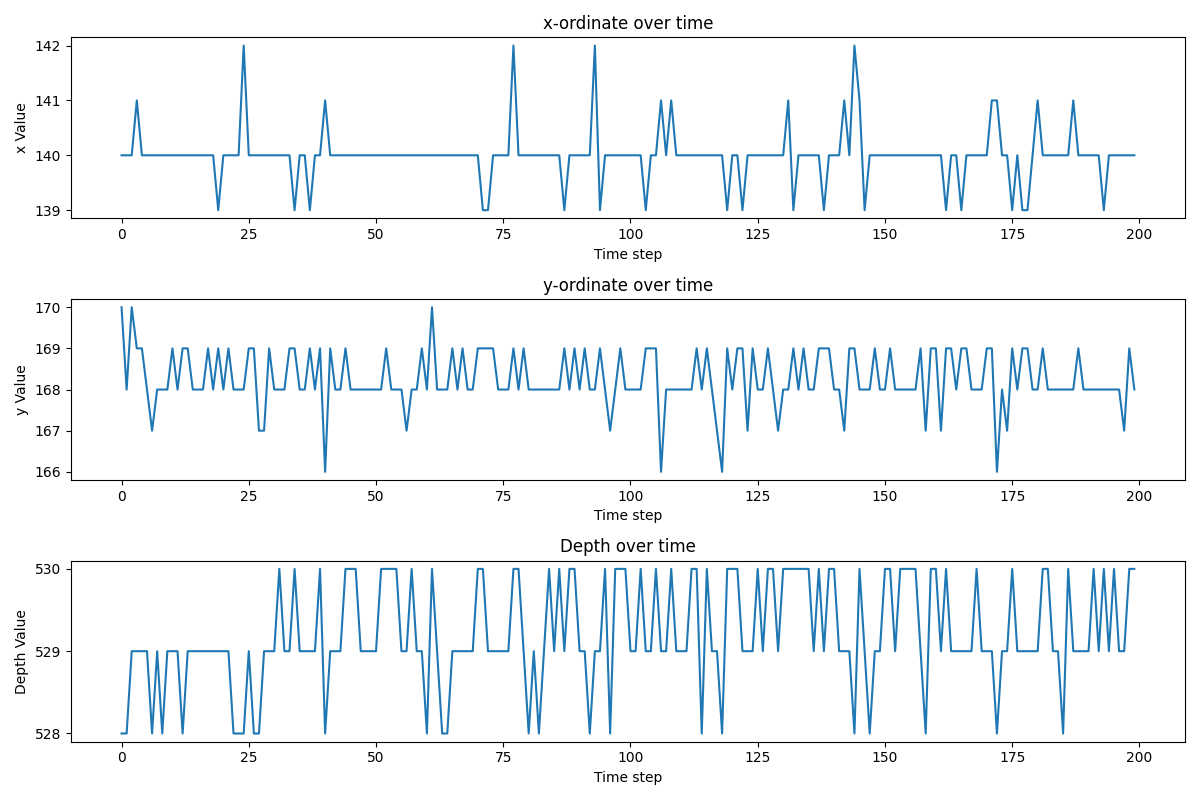 x-ordinate over time
x Value
142
141
140
139
0 25 50 75 100 125 150 175 200
Time step
y-ordinate over time
y Value
170
169
168
167
166
0 25 50 75 100 125 150 175 200
Time step
Depth over time
Depth Value
530
529
528
0 25 50 75 100 125 150 175 200
Time step